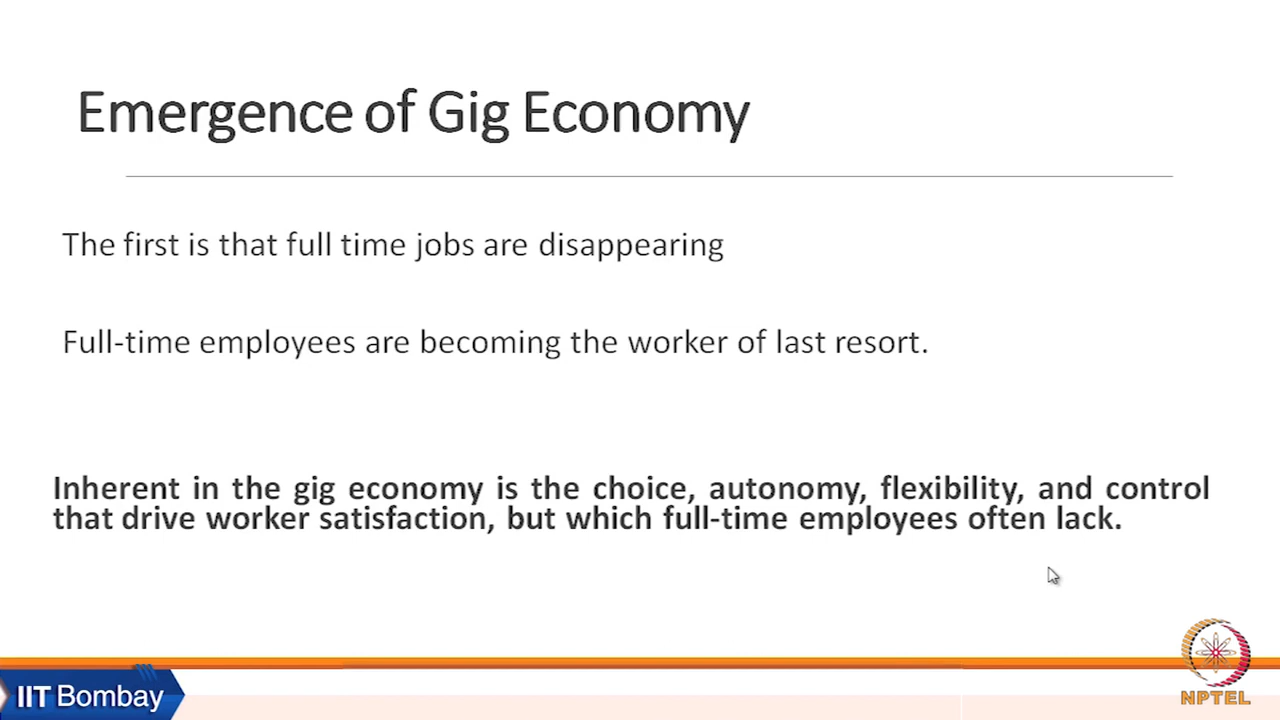 Emergence of Gig Economy
The first is that full time jobs are disappearing
Full-time employees are becoming the worker of last resort.
Inherent in the gig economy is the choice, autonomy, flexibility, and control
that drive worker satisfaction, but which full-time employees often lack.
IIT Bombay
NPTEL